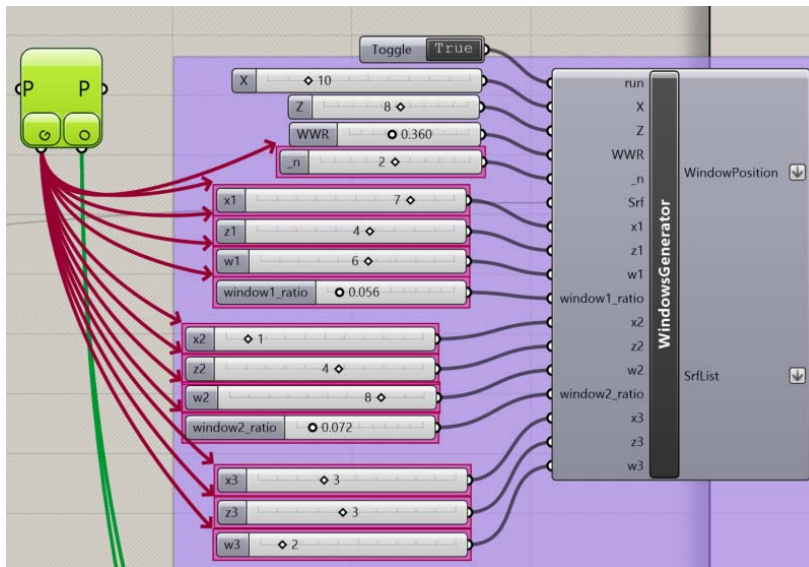 P P
G O
Toggle True
X 10
Z 8
WWR 0.360
_n 2
x1 7
z1 4
w1 6
window1_ratio 0.056
x2 1
z2 4
w2 8
window2_ratio 0.072
x3 3
z3 3
w3 2
run
X
Z
WWR
_n
Srf
x1
z1
w1
window1_ratio
x2
z2
w2
window2_ratio
x3
z3
w3
WindowsGenerator
WindowPosition
SrfList